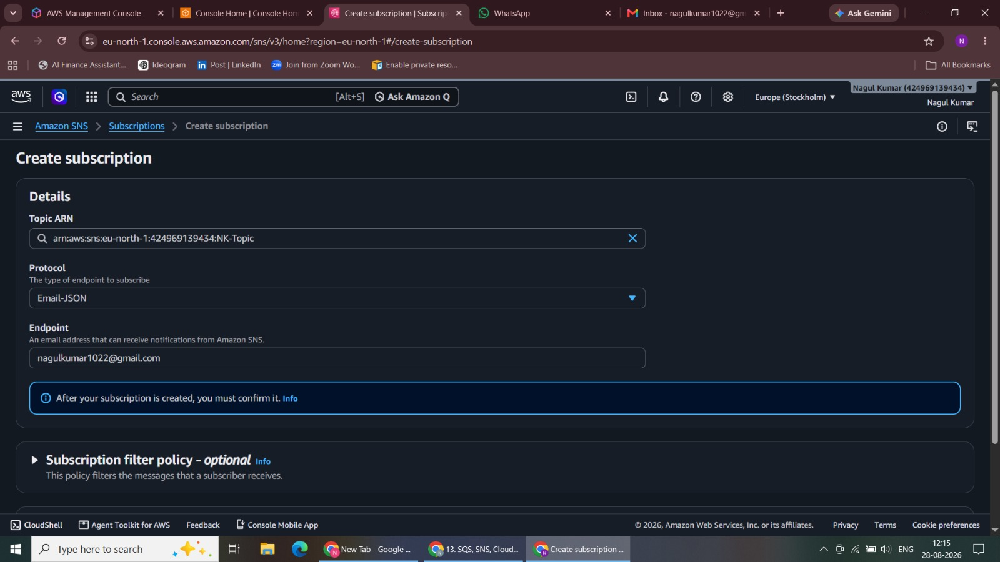 AWS Management Console
Console Home | Console Hom
Create subscription | Subscrip
WhatsApp
Inbox - nagulkumar1022@gm
Ask Gemini
eu-north-1.console.aws.amazon.com/sns/v3/home?region=eu-north-1#/create-subscription
N
AI Finance Assistant...
Ideogram
Post | LinkedIn
Join from Zoom Wo...
Enable private reso...
All Bookmarks
aws
Search
[Alt+S]
Ask Amazon Q
Europe (Stockholm)
Nagul Kumar (424969139434)
Nagul Kumar
Amazon SNS
Subscriptions
Create subscription
Create subscription
Details
Topic ARN
arn:aws:sns:eu-north-1:424969139434:NK-Topic
Protocol
The type of endpoint to subscribe
Email-JSON
Endpoint
An email address that can receive notifications from Amazon SNS.
nagulkumar1022@gmail.com
After your subscription is created, you must confirm it. Info
Subscription filter policy - optional Info
This policy filters the messages that a subscriber receives.
CloudShell
Agent Toolkit for AWS
Feedback
Console Mobile App
© 2026, Amazon Web Services, Inc. or its affiliates.
Privacy
Terms
Cookie preferences
Type here to search
New Tab - Google ...
13. SQS, SNS, Cloud...
Create subscription ...
ENG
12:15
28-08-2026